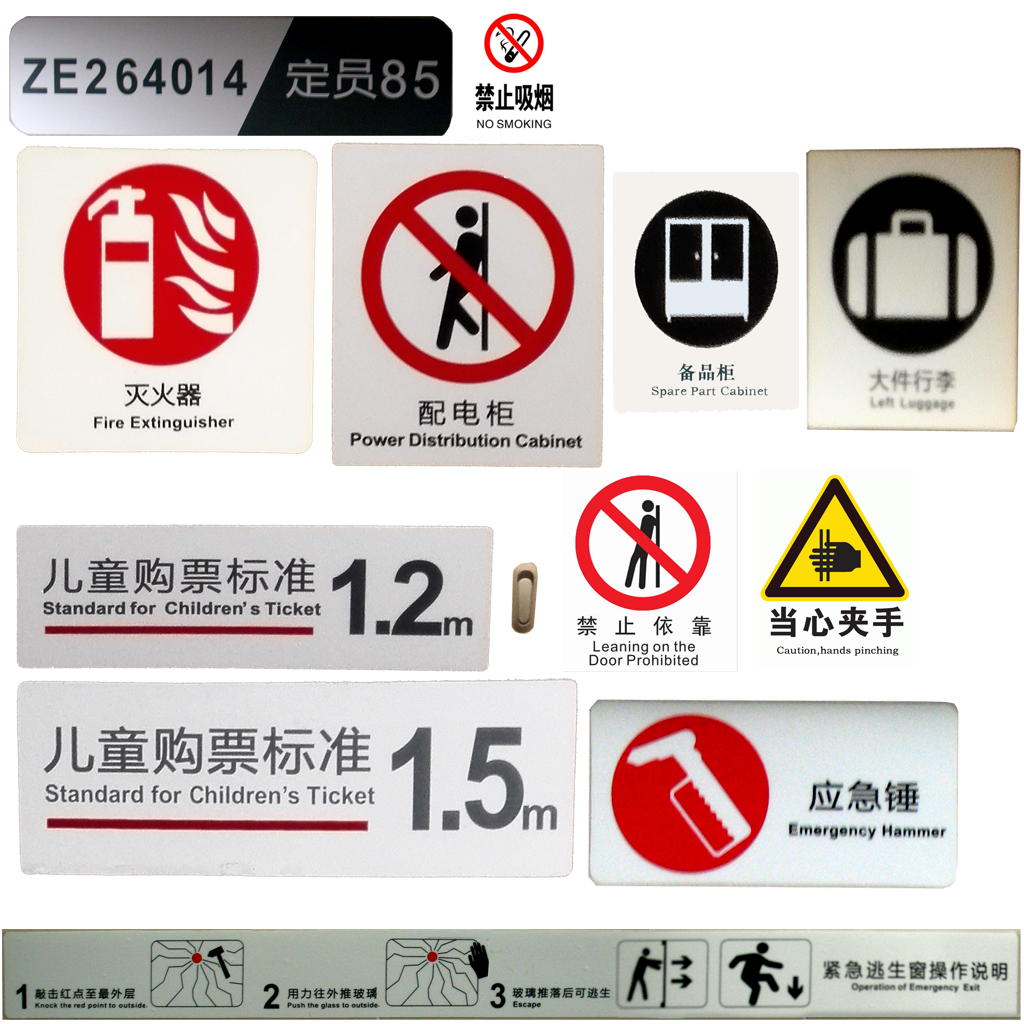 ZE264014 定员85
禁止吸烟
NO SMOKING
灭火器
Fire Extinguisher
配电柜
Power Distribution Cabinet
备品柜
Spare Part Cabinet
大件行李
Left Luggage
儿童购票标准 1.2m
Standard for Children's Ticket
禁止依靠
Leaning on the
Door Prohibited
当心夹手
Caution,hands pinching
儿童购票标准 1.5m
Standard for Children's Ticket
应急锤
Emergency Hammer
1 敲击红点至最外层
Knock the red point to outside.
2 用力往外推玻璃
Push the glass to outside.
3 玻璃推落后可逃生
Escape
紧急逃生窗操作说明
Operation of Emergency Exit